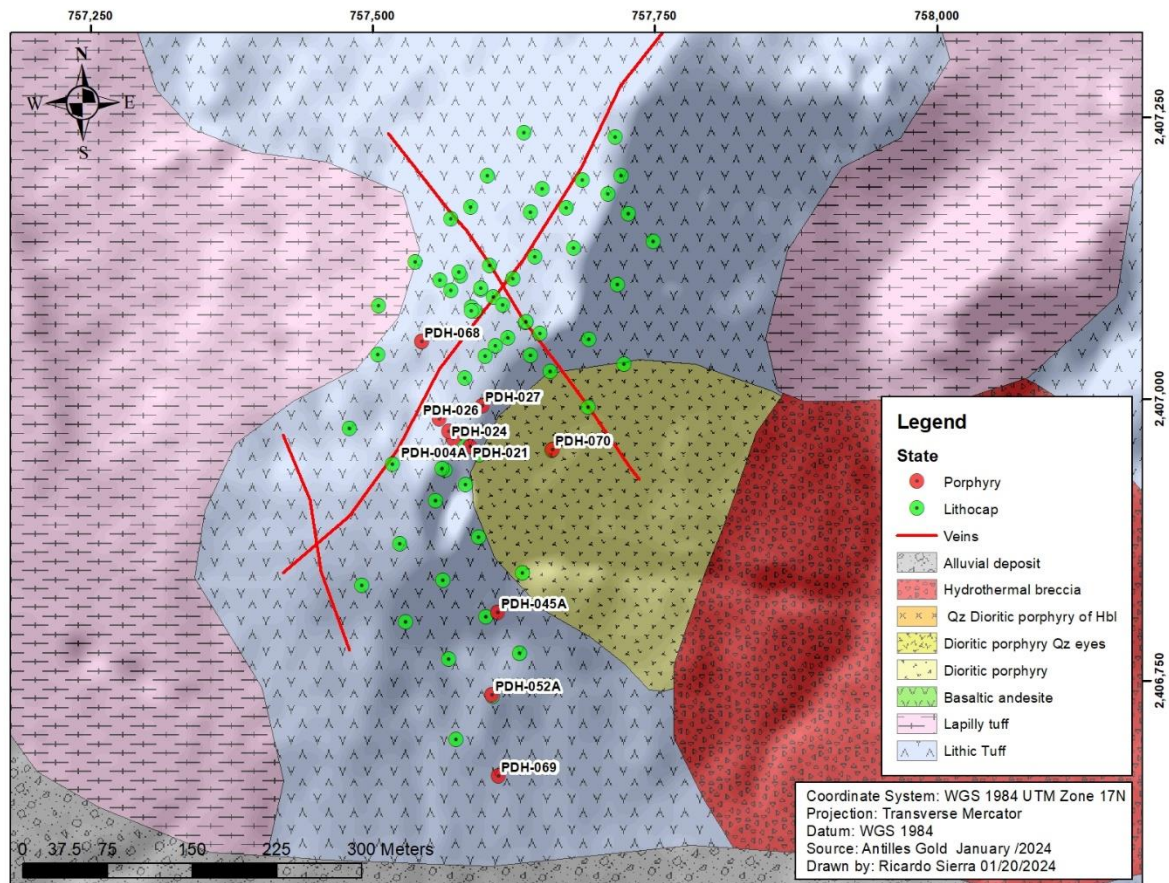 757,250
757,500
757,750
758,000
N
W
E
S
2,407,250
PDH-068
PDH-027
PDH-026
PDH-024
PDH-070
PDH-004A
PDH-021
2,407,000
PDH-045A
PDH-052A
PDH-069
2,406,750
Legend
State
Porphyry
Lithocap
Veins
Alluvial deposit
Hydrothermal breccia
Qz Dioritic porphyry of Hbl
Dioritic porphyry Qz eyes
Dioritic porphyry
Basaltic andesite
Lapilly tuff
Lithic Tuff
Coordinate System: WGS 1984 UTM Zone 17N
Projection: Transverse Mercator
Datum: WGS 1984
Source: Antilles Gold January /2024
Drawn by: Ricardo Sierra 01/20/2024
0 37.5 75 150 225 300 Meters